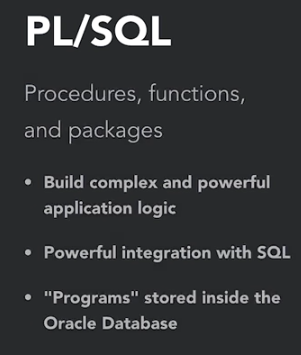 PL/SQL
Procedures, functions,
and packages
• Build complex and powerful
application logic
• Powerful integration with SQL
• "Programs" stored inside the
Oracle Database